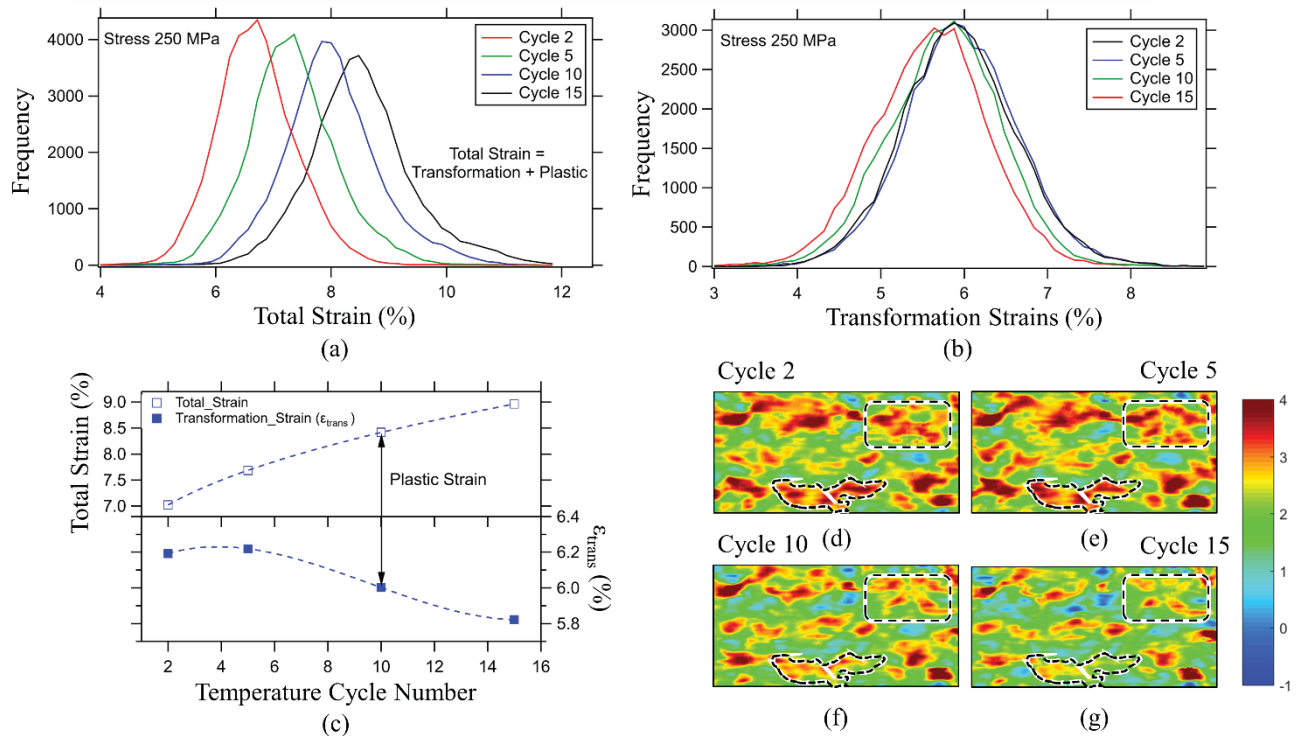 Stress 250 MPa
Cycle 2
Cycle 5
Cycle 10
Cycle 15
Total Strain =
Transformation + Plastic
Frequency
4000
3000
2000
1000
0
4
6
8
10
12
Total Strain (%)
(a)
Stress 250 MPa
Cycle 2
Cycle 5
Cycle 10
Cycle 15
Frequency
3000
2500
2000
1500
1000
500
0
3
4
5
6
7
8
Transformation Strains (%)
(b)
Total_Strain
Transformation_Strain (εtrans)
Total Strain (%)
9.0
8.5
8.0
7.5
7.0
Plastic Strain
6.4
6.2
6.0
5.8
εtrans (%)
2
4
6
8
10
12
14
16
Temperature Cycle Number
(c)
Cycle 2
Cycle 5
(d)
(e)
Cycle 10
Cycle 15
(f)
(g)
4
3
2
1
0
-1